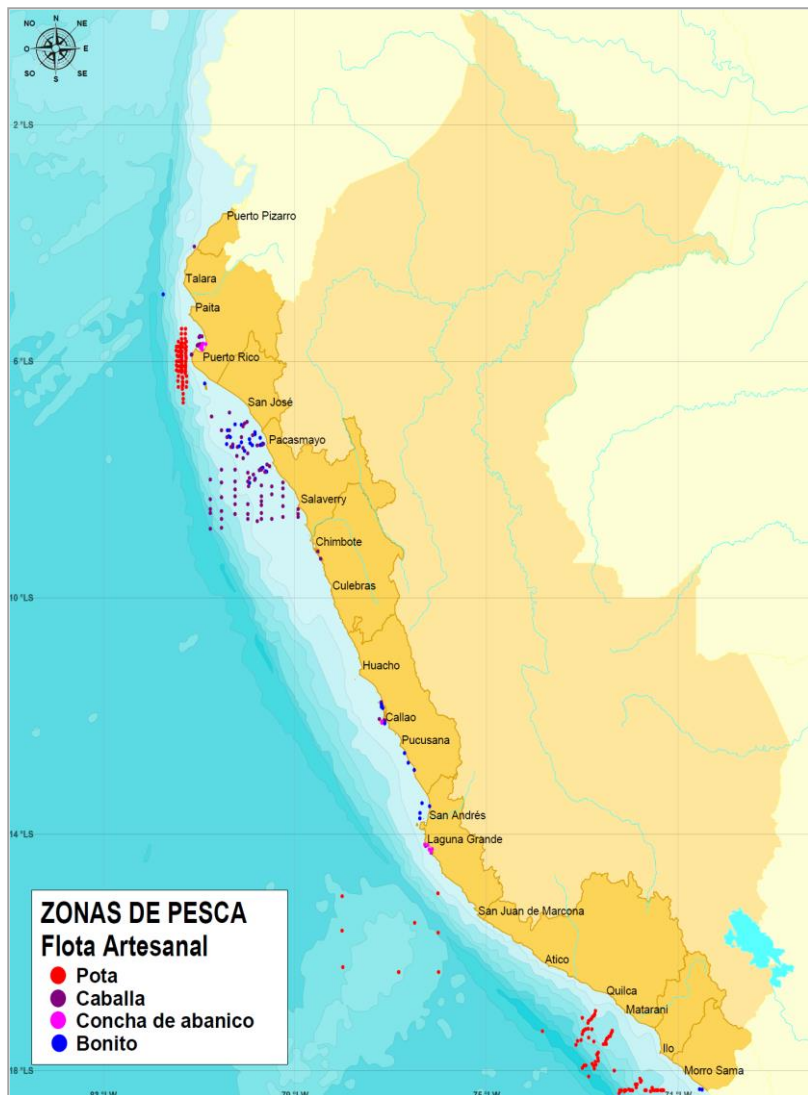 NO
N
NE
O
E
SO
S
SE
2 °LS
Puerto Pizarro
Talara
Paita
6 °LS
Puerto Rico
San José
Pacasmayo
Salaverry
Chimbote
Culebras
10 °LS
Huacho
Callao
Pucusana
14 °LS
San Andrés
Laguna Grande
San Juan de Marcona
Atico
Quilca
Matarani
Ilo
18 °LS
Morro Sama
ZONAS DE PESCA
Flota Artesanal
Pota
Caballa
Concha de abanico
Bonito